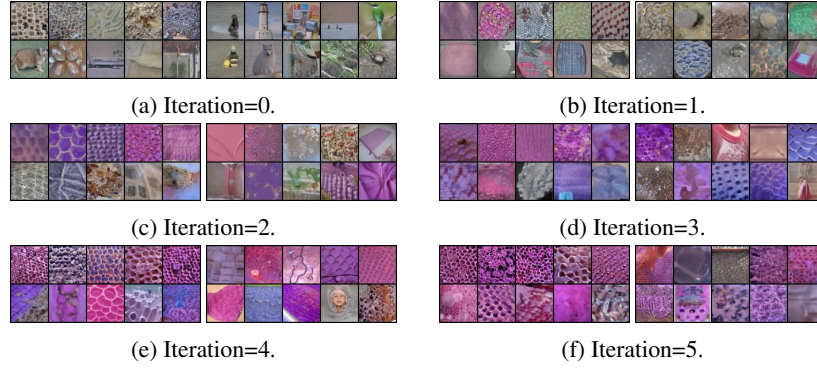 (a) Iteration=0.
(b) Iteration=1.
(c) Iteration=2.
(d) Iteration=3.
(e) Iteration=4.
(f) Iteration=5.